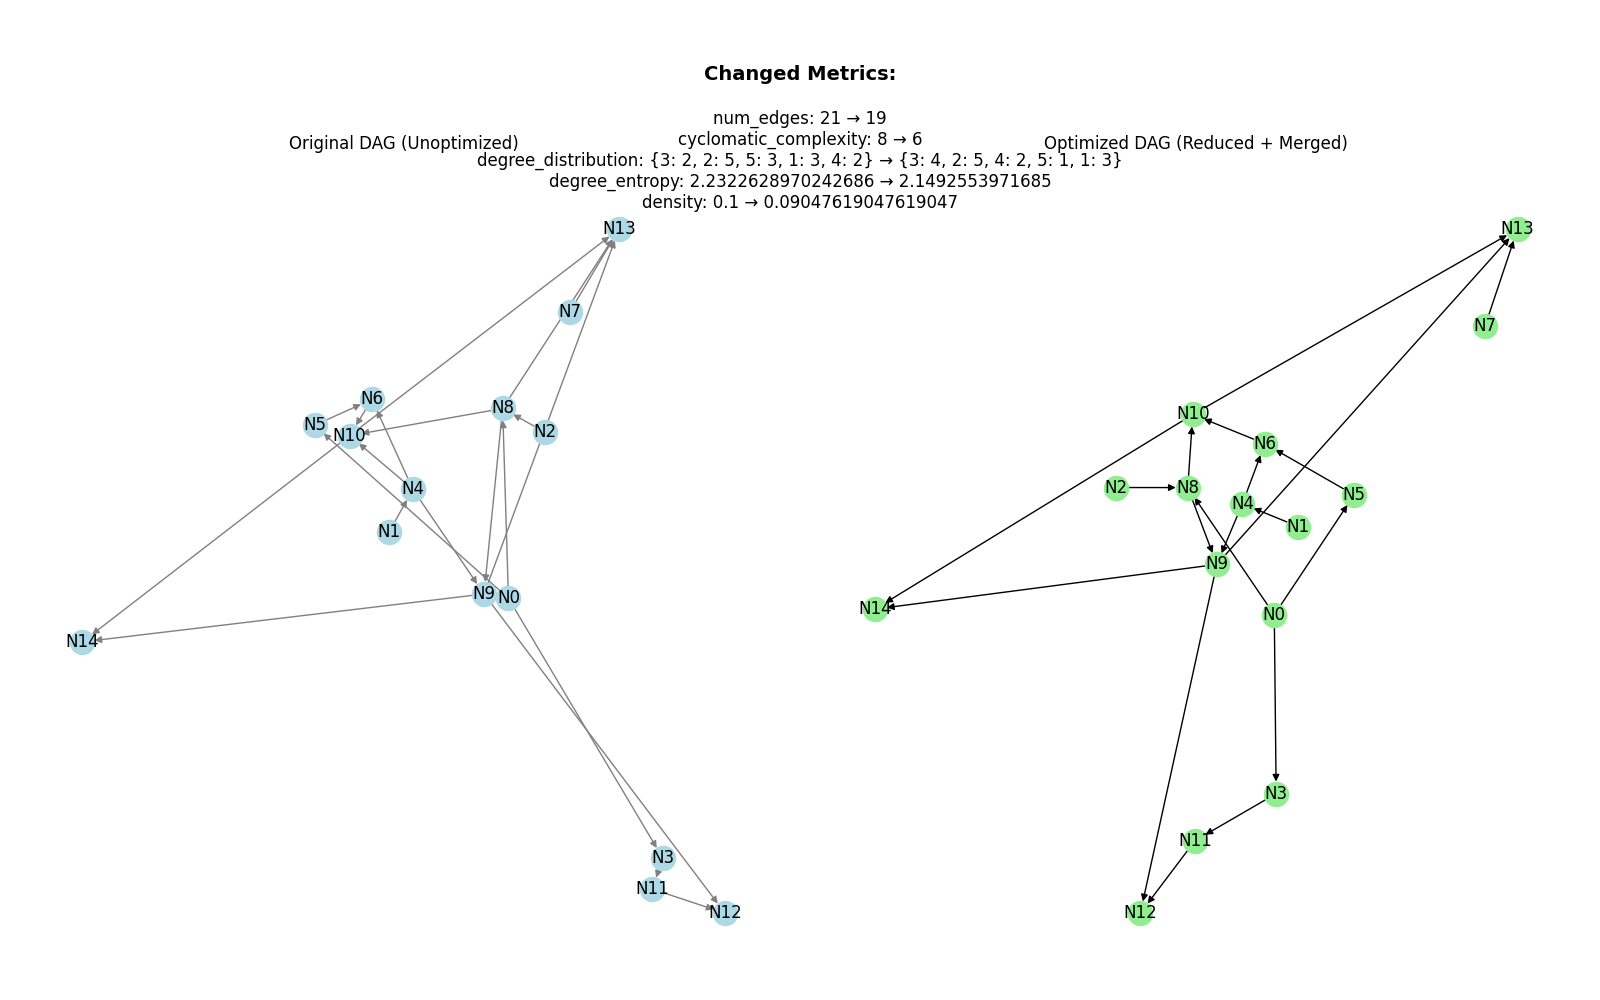 Changed Metrics:
num_edges: 21 → 19
cyclomatic_complexity: 8 → 6
Original DAG (Unoptimized)
Optimized DAG (Reduced + Merged)
degree_distribution: {3: 2, 2: 5, 5: 3, 1: 3, 4: 2} → {3: 4, 2: 5, 4: 2, 5: 1, 1: 3}
degree_entropy: 2.2322628970242686 → 2.1492553971685
density: 0.1 → 0.09047619047619047
N13
N7
N6
N8
N5
N10
N2
N4
N1
N9
N0
N14
N3
N11
N12
N13
N7
N10
N6
N2
N8
N5
N4
N1
N9
N14
N0
N3
N11
N12